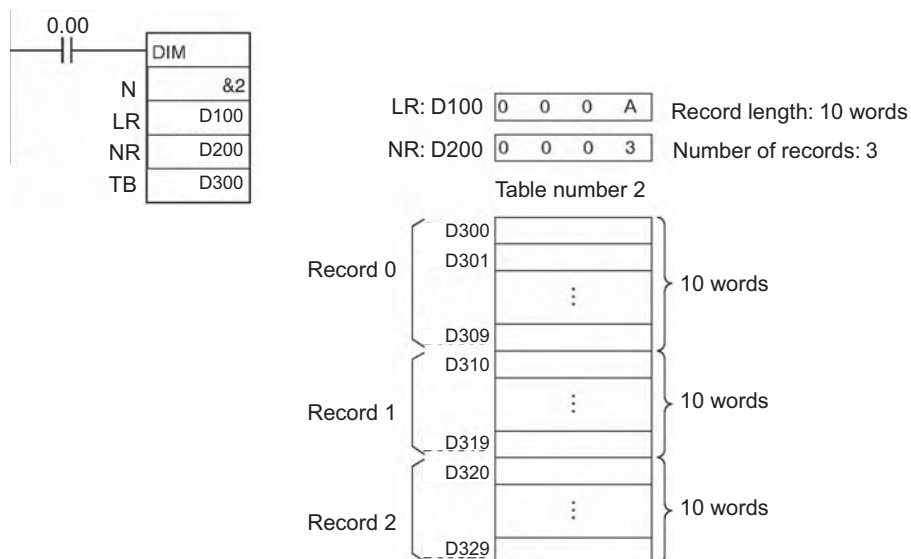 0.00
DIM
N &2
LR D100
NR D200
TB D300
LR: D100 0 0 0 A Record length: 10 words
NR: D200 0 0 0 3 Number of records: 3
Table number 2
D300
D301
Record 0
⋮
10 words
D309
D310
Record 1
⋮
10 words
D319
D320
Record 2
⋮
10 words
D329